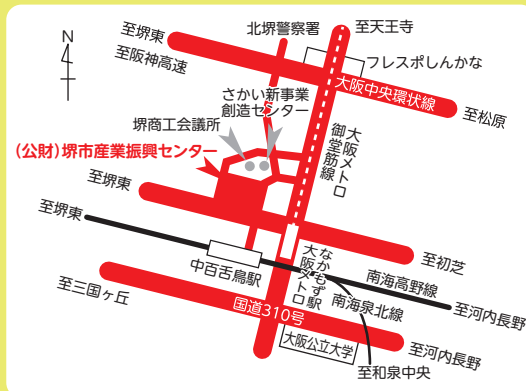 N
至堺東
至阪神高速
北堺警察署
至天王寺
フレスポしんかな
大阪中央環状線
至松原
さかい新事業
創造センター
堺商工会議所
(公財)堺市産業振興センター
大阪メトロ
御堂筋線
至堺東
至初芝
至堺東
中百舌鳥駅
大阪メトロ
なかもず駅
南海高野線
至河内長野
南海泉北線
至三国ヶ丘
国道310号
大阪公立大学
至河内長野
至和泉中央